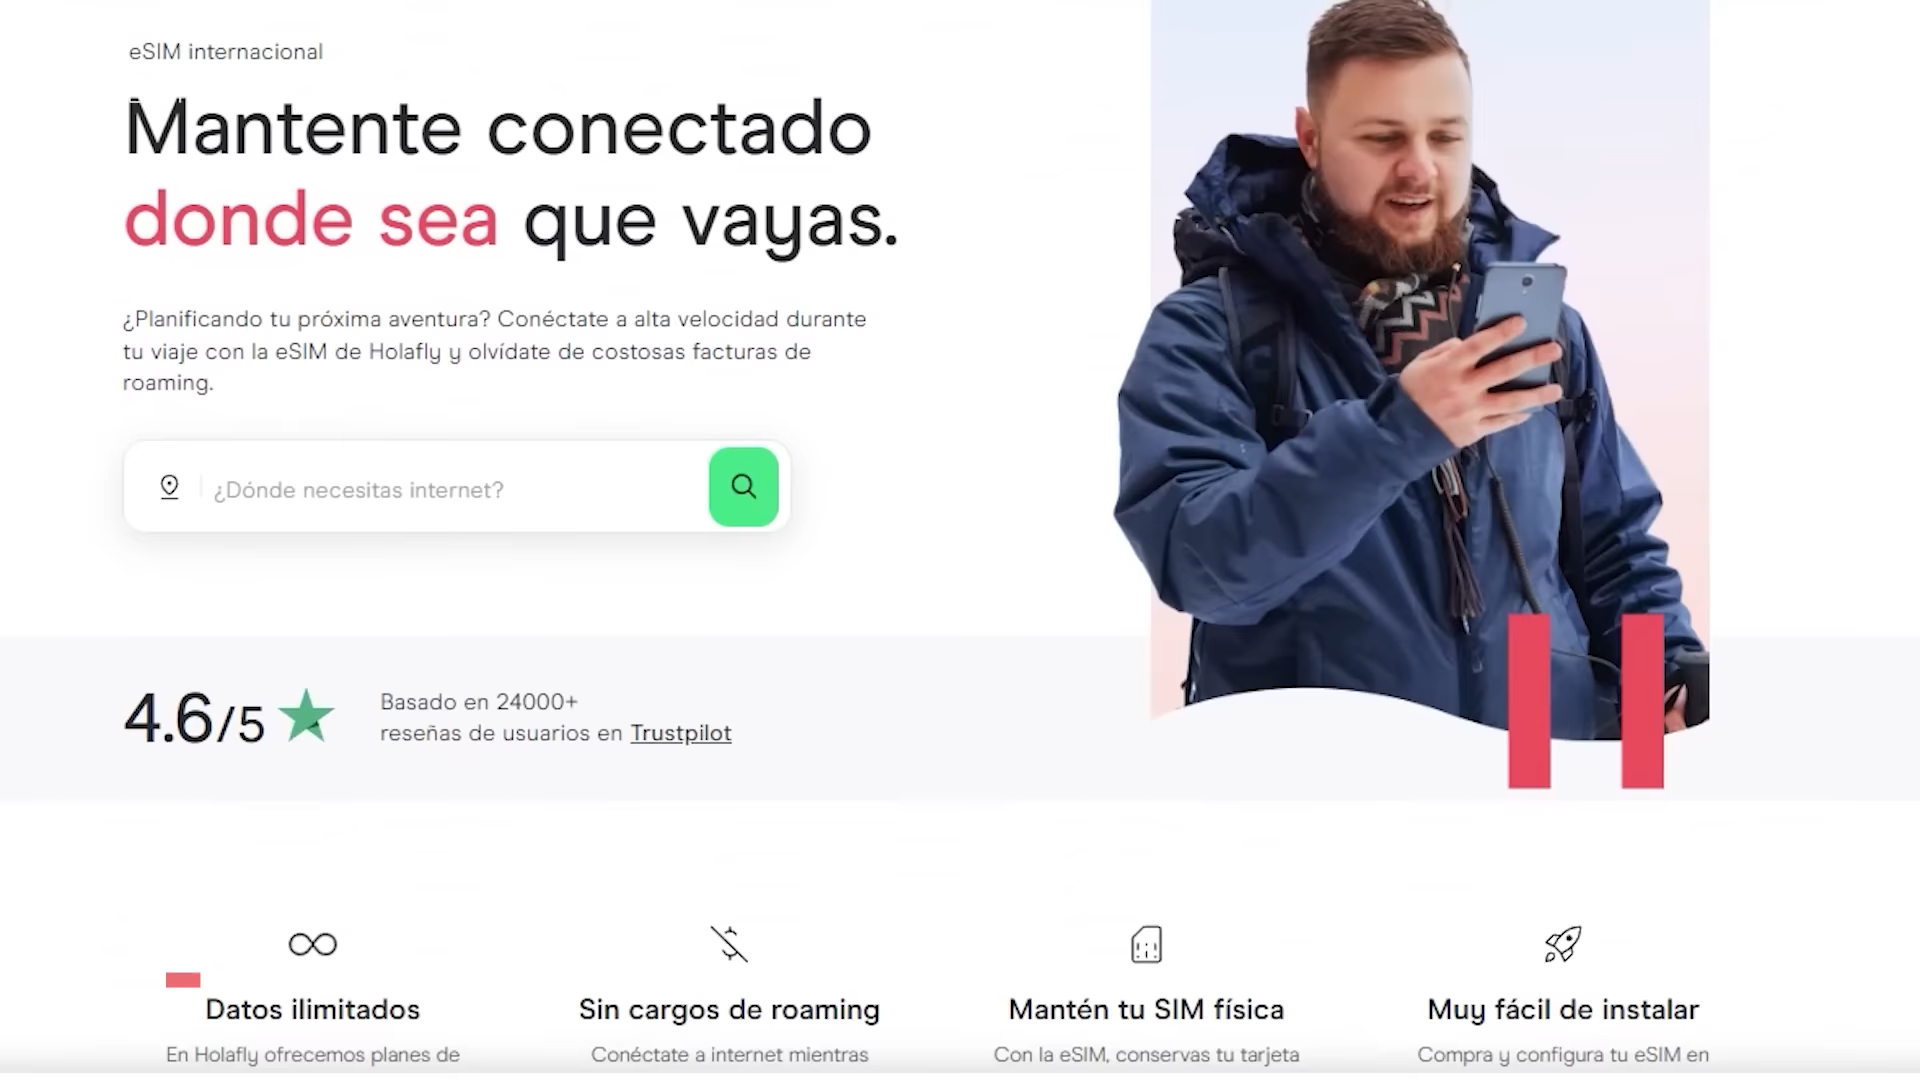 eSIM internacional
Mantente conectado
donde sea que vayas.
¿Planificando tu próxima aventura? Conéctate a alta velocidad durante
tu viaje con la eSIM de Holafly y olvídate de costosas facturas de
roaming.
¿Dónde necesitas internet?
4.6/5
Basado en 24000+
reseñas de usuarios en Trustpilot
Datos ilimitados
En Holafly ofrecemos planes de
Sin cargos de roaming
Conéctate a internet mientras
Mantén tu SIM física
Con la eSIM, conservas tu tarjeta
Muy fácil de instalar
Compra y configura tu eSIM en